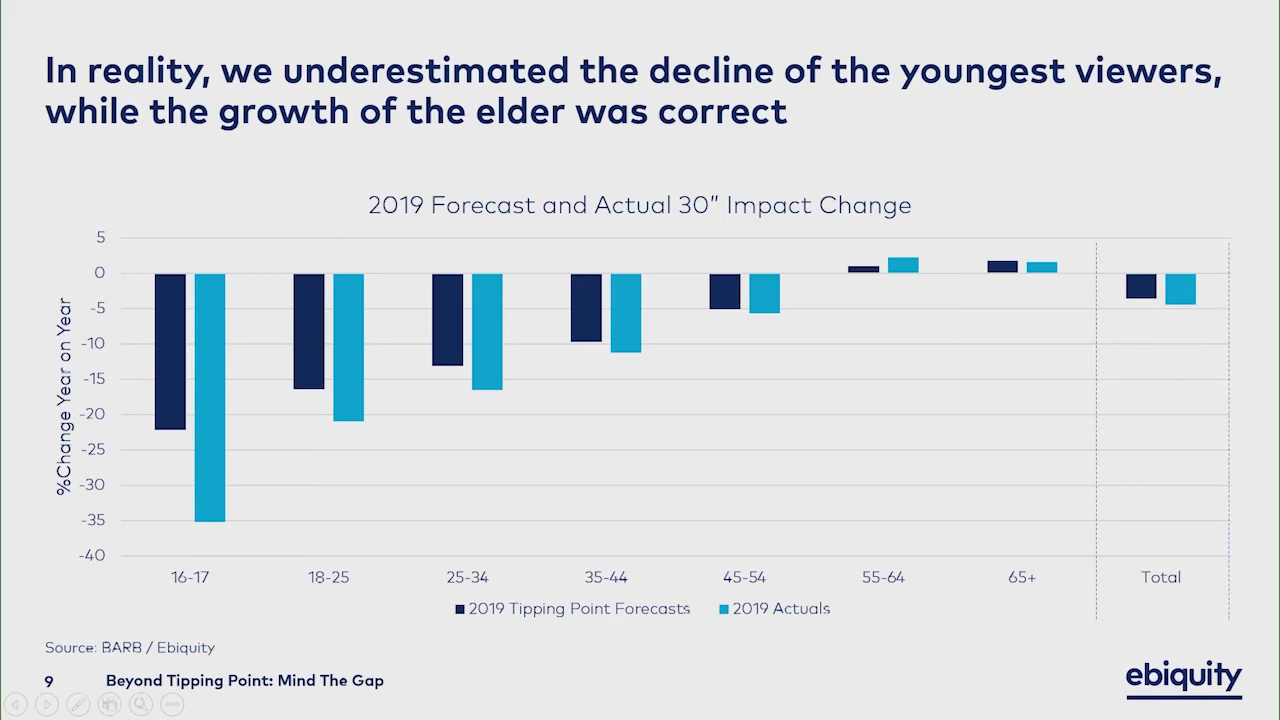 In reality, we underestimated the decline of the youngest viewers,
while the growth of the elder was correct
2019 Forecast and Actual 30” Impact Change
%Change Year on Year
5
0
-5
-10
-15
-20
-25
-30
-35
-40
16-17 18-25 25-34 35-44 45-54 55-64 65+ Total
2019 Tipping Point Forecasts 2019 Actuals
Source: BARB / Ebiquity
9 Beyond Tipping Point: Mind The Gap
ebiquity